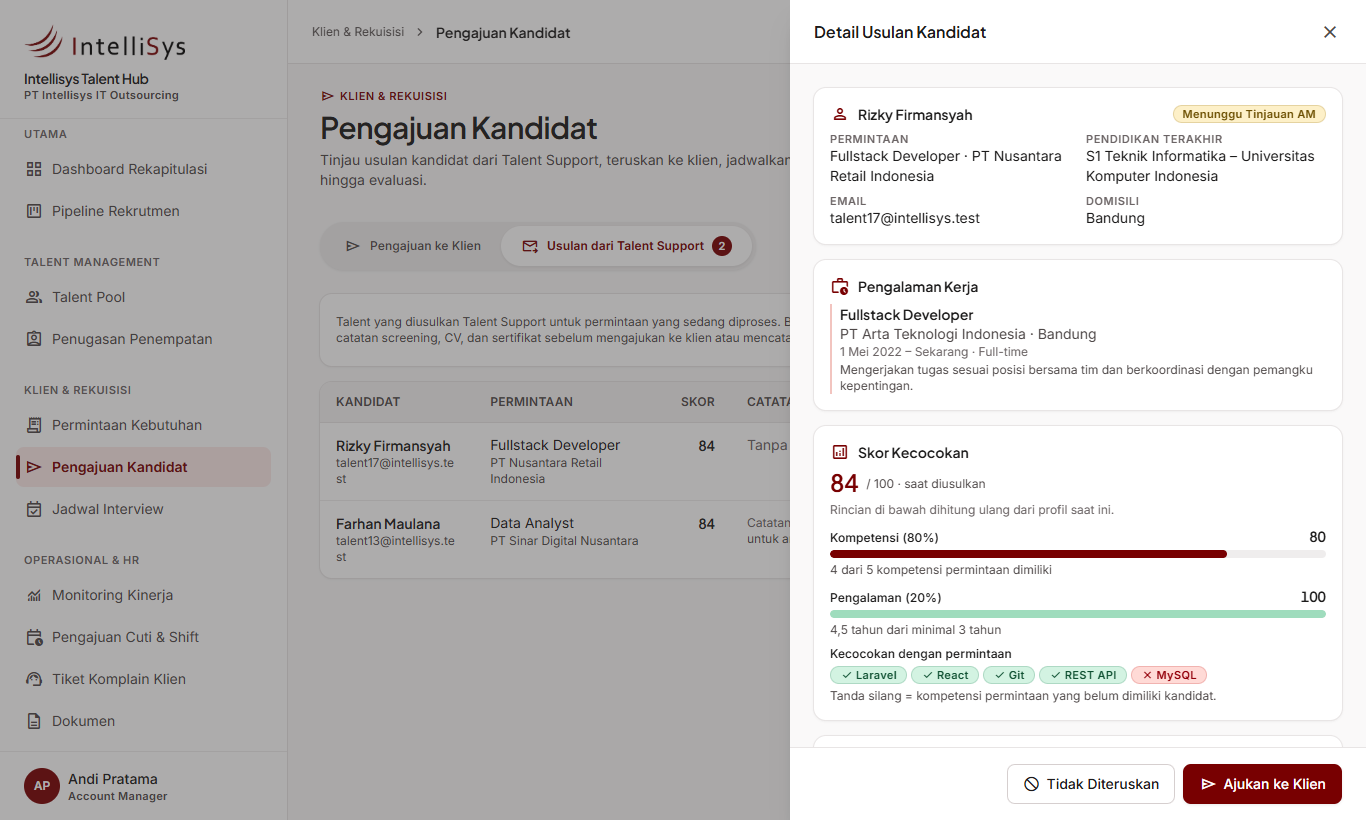 IntelliSys
Intellisys Talent Hub
PT Intellisys IT Outsourcing
UTAMA
Dashboard Rekapitulasi
Pipeline Rekrutmen
TALENT MANAGEMENT
Talent Pool
Penugasan Penempatan
KLIEN & REKUISISI
Permintaan Kebutuhan
Pengajuan Kandidat
Jadwal Interview
OPERASIONAL & HR
Monitoring Kinerja
Pengajuan Cuti & Shift
Tiket Komplain Klien
Dokumen
AP
Andi Pratama
Account Manager
Klien & Rekuisisi
Pengajuan Kandidat
KLIEN & REKUISISI
Pengajuan Kandidat
Tinjau usulan kandidat dari Talent Support, teruskan ke klien, jadwalkan
hingga evaluasi.
Pengajuan ke Klien
Usulan dari Talent Support 2
Talent yang diusulkan Talent Support untuk permintaan yang sedang diproses.
catatan screening, CV, dan sertifikat sebelum mengajukan ke klien atau
KANDIDAT PERMINTAAN SKOR
Rizky Firmansyah Fullstack Developer 84 Tanpa
talent17@intellisys.te PT Nusantara Retail
st Indonesia
Farhan Maulana Data Analyst 84 Catatan
talent13@intellisys.te PT Sinar Digital Nusantara untuk
st
Detail Usulan Kandidat
Rizky Firmansyah Menunggu Tinjauan AM
PERMINTAAN
Fullstack Developer · PT Nusantara
Retail Indonesia
PENDIDIKAN TERAKHIR
S1 Teknik Informatika – Universitas
Komputer Indonesia
EMAIL
talent17@intellisys.test
DOMISILI
Bandung
Pengalaman Kerja
Fullstack Developer
PT Arta Teknologi Indonesia · Bandung
1 Mei 2022 – Sekarang · Full-time
Mengerjakan tugas sesuai posisi bersama tim dan berkoordinasi dengan pemangku
kepentingan.
Skor Kecocokan
84 / 100 · saat diusulkan
Rincian di bawah dihitung ulang dari profil saat ini.
Kompetensi (80%) 80
4 dari 5 kompetensi permintaan dimiliki
Pengalaman (20%) 100
4,5 tahun dari minimal 3 tahun
Kecocokan dengan permintaan
Laravel React Git REST API MySQL
Tanda silang = kompetensi permintaan yang belum dimiliki kandidat.
Tidak Diteruskan
Ajukan ke Klien